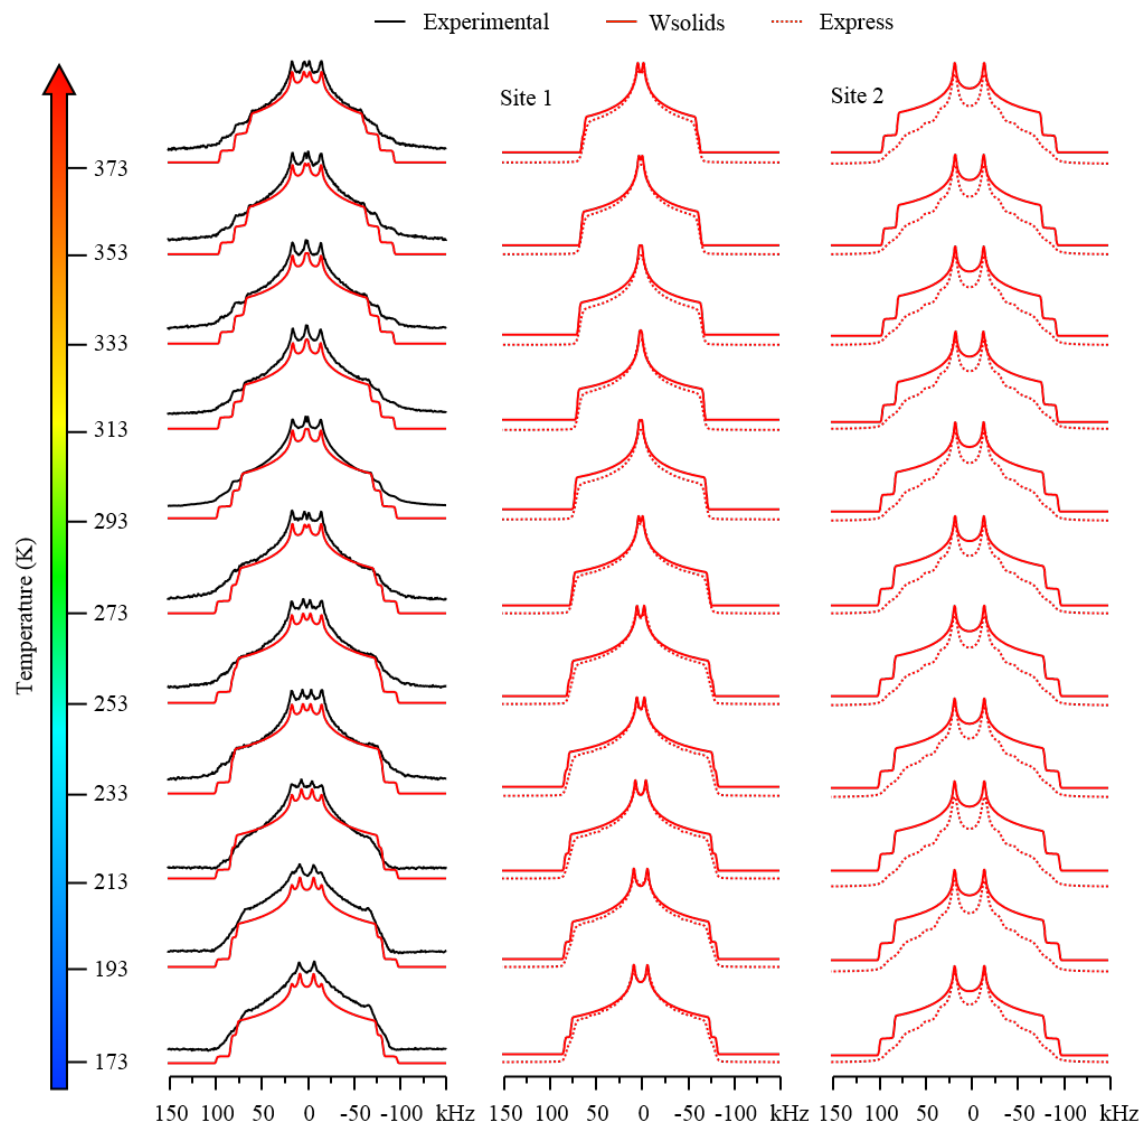 Experimental Wsolids Express
Site 1 Site 2
Temperature (K)
373
353
333
313
293
273
253
233
213
193
173
150 100 50 0 -50 -100 kHz 150 100 50 0 -50 -100 kHz 150 100 50 0 -50 -100 kHz